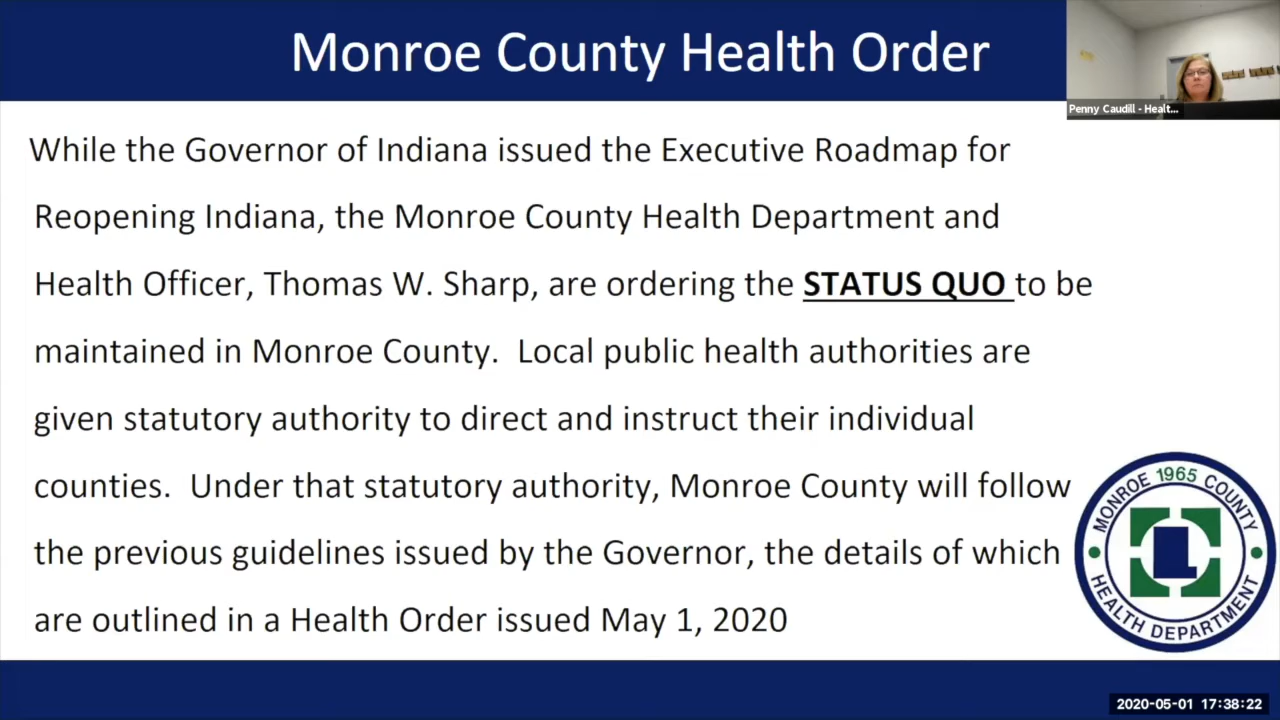 Monroe County Health Order
Penny Caudill - Healt...
While the Governor of Indiana issued the Executive Roadmap for
Reopening Indiana, the Monroe County Health Department and
Health Officer, Thomas W. Sharp, are ordering the STATUS QUO to be
maintained in Monroe County.  Local public health authorities are
given statutory authority to direct and instruct their individual
counties.  Under that statutory authority, Monroe County will follow
the previous guidelines issued by the Governor, the details of which
are outlined in a Health Order issued May 1, 2020
MONROE 1965 COUNTY
HEALTH DEPARTMENT
2020-05-01 17:38:22